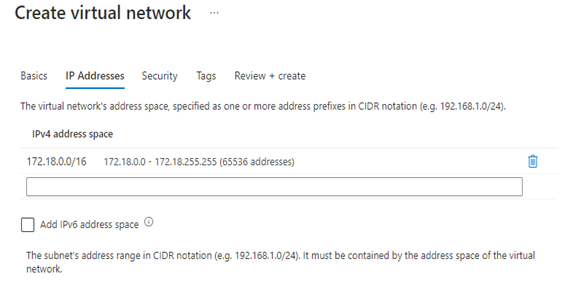 Create virtual network ...
Basics IP Addresses Security Tags Review + create
The virtual network's address space, specified as one or more address prefixes in CIDR notation (e.g. 192.168.1.0/24).
IPv4 address space
172.18.0.0/16 172.18.0.0 - 172.18.255.255 (65536 addresses)
Add IPv6 address space
The subnet's address range in CIDR notation (e.g. 192.168.1.0/24). It must be contained by the address space of the virtual
network.